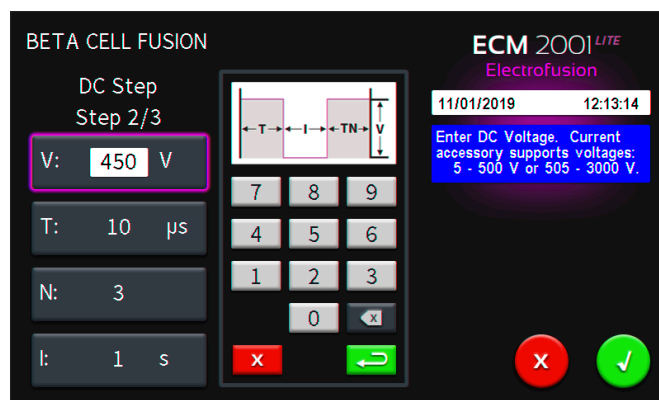 BETA CELL FUSION
DC Step
Step 2/3
V: 450 V
T: 10 µs
N: 3
I: 1 s
T I TN V
7 8 9
4 5 6
1 2 3
0 x
x
ECM 2001 LITE
Electrofusion
11/01/2019 12:13:14
Enter DC Voltage. Current
accessory supports voltages:
5 - 500 V or 505 - 3000 V.
x